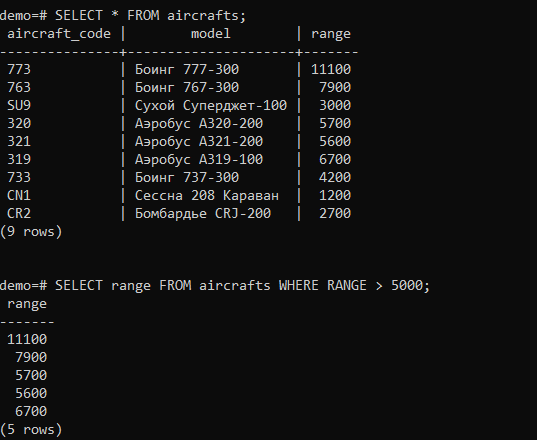 demo=# SELECT * FROM aircrafts;
 aircraft_code |        model        | range
---------------+---------------------+-------
 773           | Боинг 777-300       | 11100
 763           | Боинг 767-300       |  7900
 SU9           | Сухой Суперджет-100 |  3000
 320           | Аэробус A320-200    |  5700
 321           | Аэробус A321-200    |  5600
 319           | Аэробус A319-100    |  6700
 733           | Боинг 737-300       |  4200
 CN1           | Сессна 208 Караван  |  1200
 CR2           | Бомбардье CRJ-200   |  2700
(9 rows)
demo=# SELECT range FROM aircrafts WHERE RANGE > 5000;
 range
-------
 11100
  7900
  5700
  5600
  6700
(5 rows)